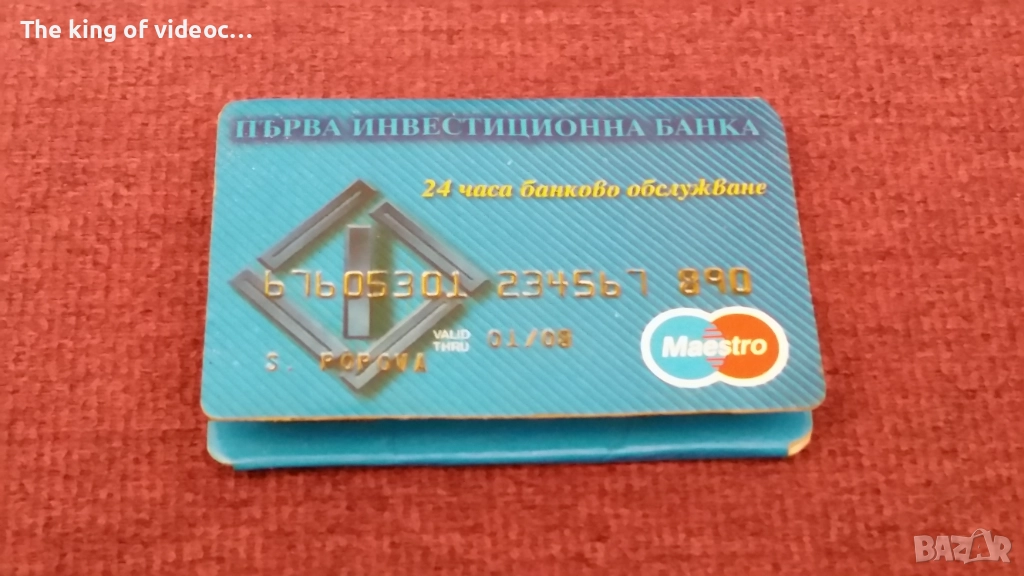 The king of videoc...
ПЪРВА ИНВЕСТИЦИОННА БАНКА
24 часа банково обслужване
67605301 234567 890
VALID THRU 01/08
S. POPOVA
Maestro
BAZAR